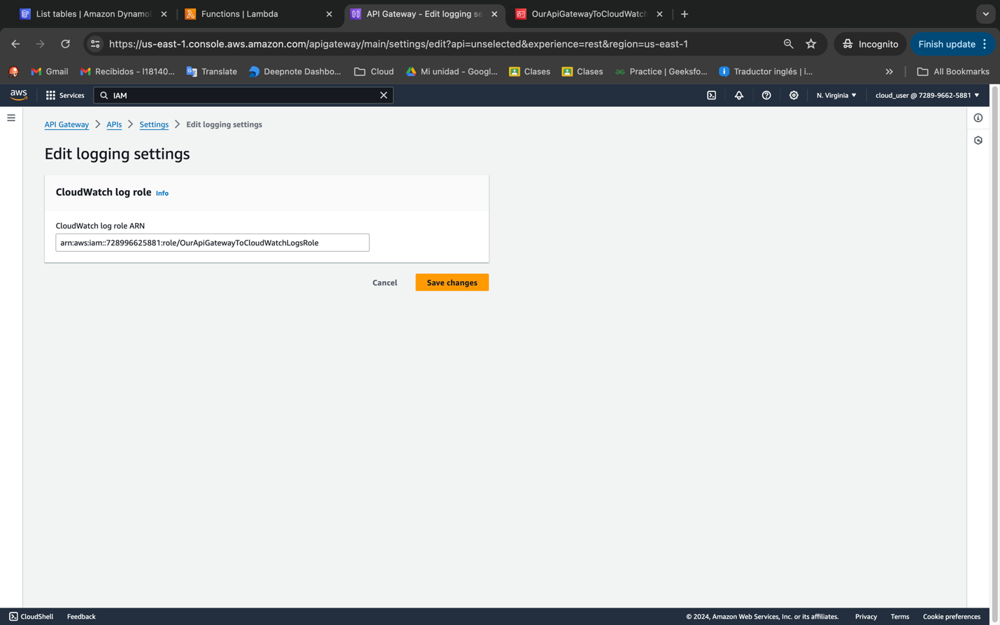 List tables | Amazon Dynamo
Functions | Lambda
API Gateway - Edit logging se
OurApiGatewayToCloudWatch
https://us-east-1.console.aws.amazon.com/apigateway/main/settings/edit?api=unselected&experience=rest&region=us-east-1
Incognito
Finish update
Gmail
Recibidos - l18140...
Translate
Deepnote Dashbo...
Cloud
Mi unidad - Googl...
Clases
Clases
Practice | Geeksfo...
Traductor inglés | i...
All Bookmarks
aws
Services
IAM
N. Virginia
cloud_user @ 7289-9662-5881
API Gateway
APIs
Settings
Edit logging settings
Edit logging settings
CloudWatch log role Info
CloudWatch log role ARN
arn:aws:iam::728996625881:role/OurApiGatewayToCloudWatchLogsRole
Cancel
Save changes
CloudShell
Feedback
© 2024, Amazon Web Services, Inc. or its affiliates.
Privacy
Terms
Cookie preferences